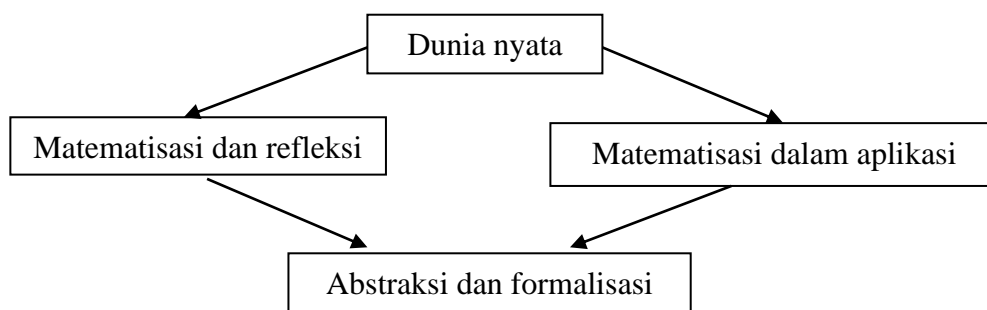 Dunia nyata
Matematisasi dan refleksi
Matematisasi dalam aplikasi
Abstraksi dan formalisasi